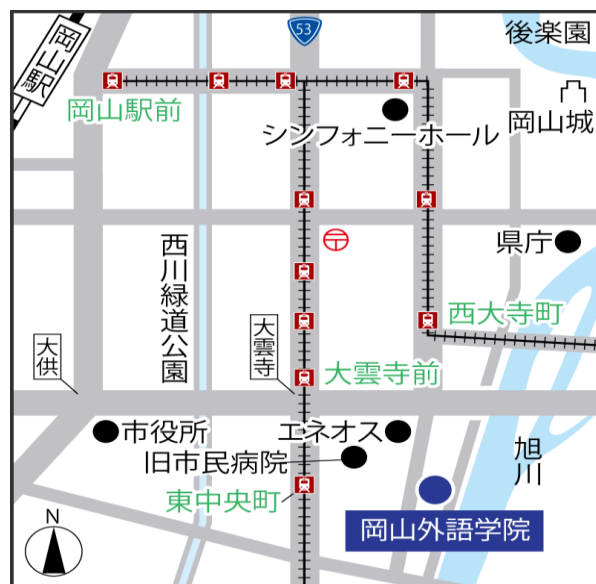 53
後楽園
岡山駅
岡山駅前
シンフォニーホール
岡山城
県庁
西川緑道公園
西大寺町
大雲寺
大供
大雲寺前
市役所
エネオス
旧市民病院
旭川
東中央町
岡山外語学院
N